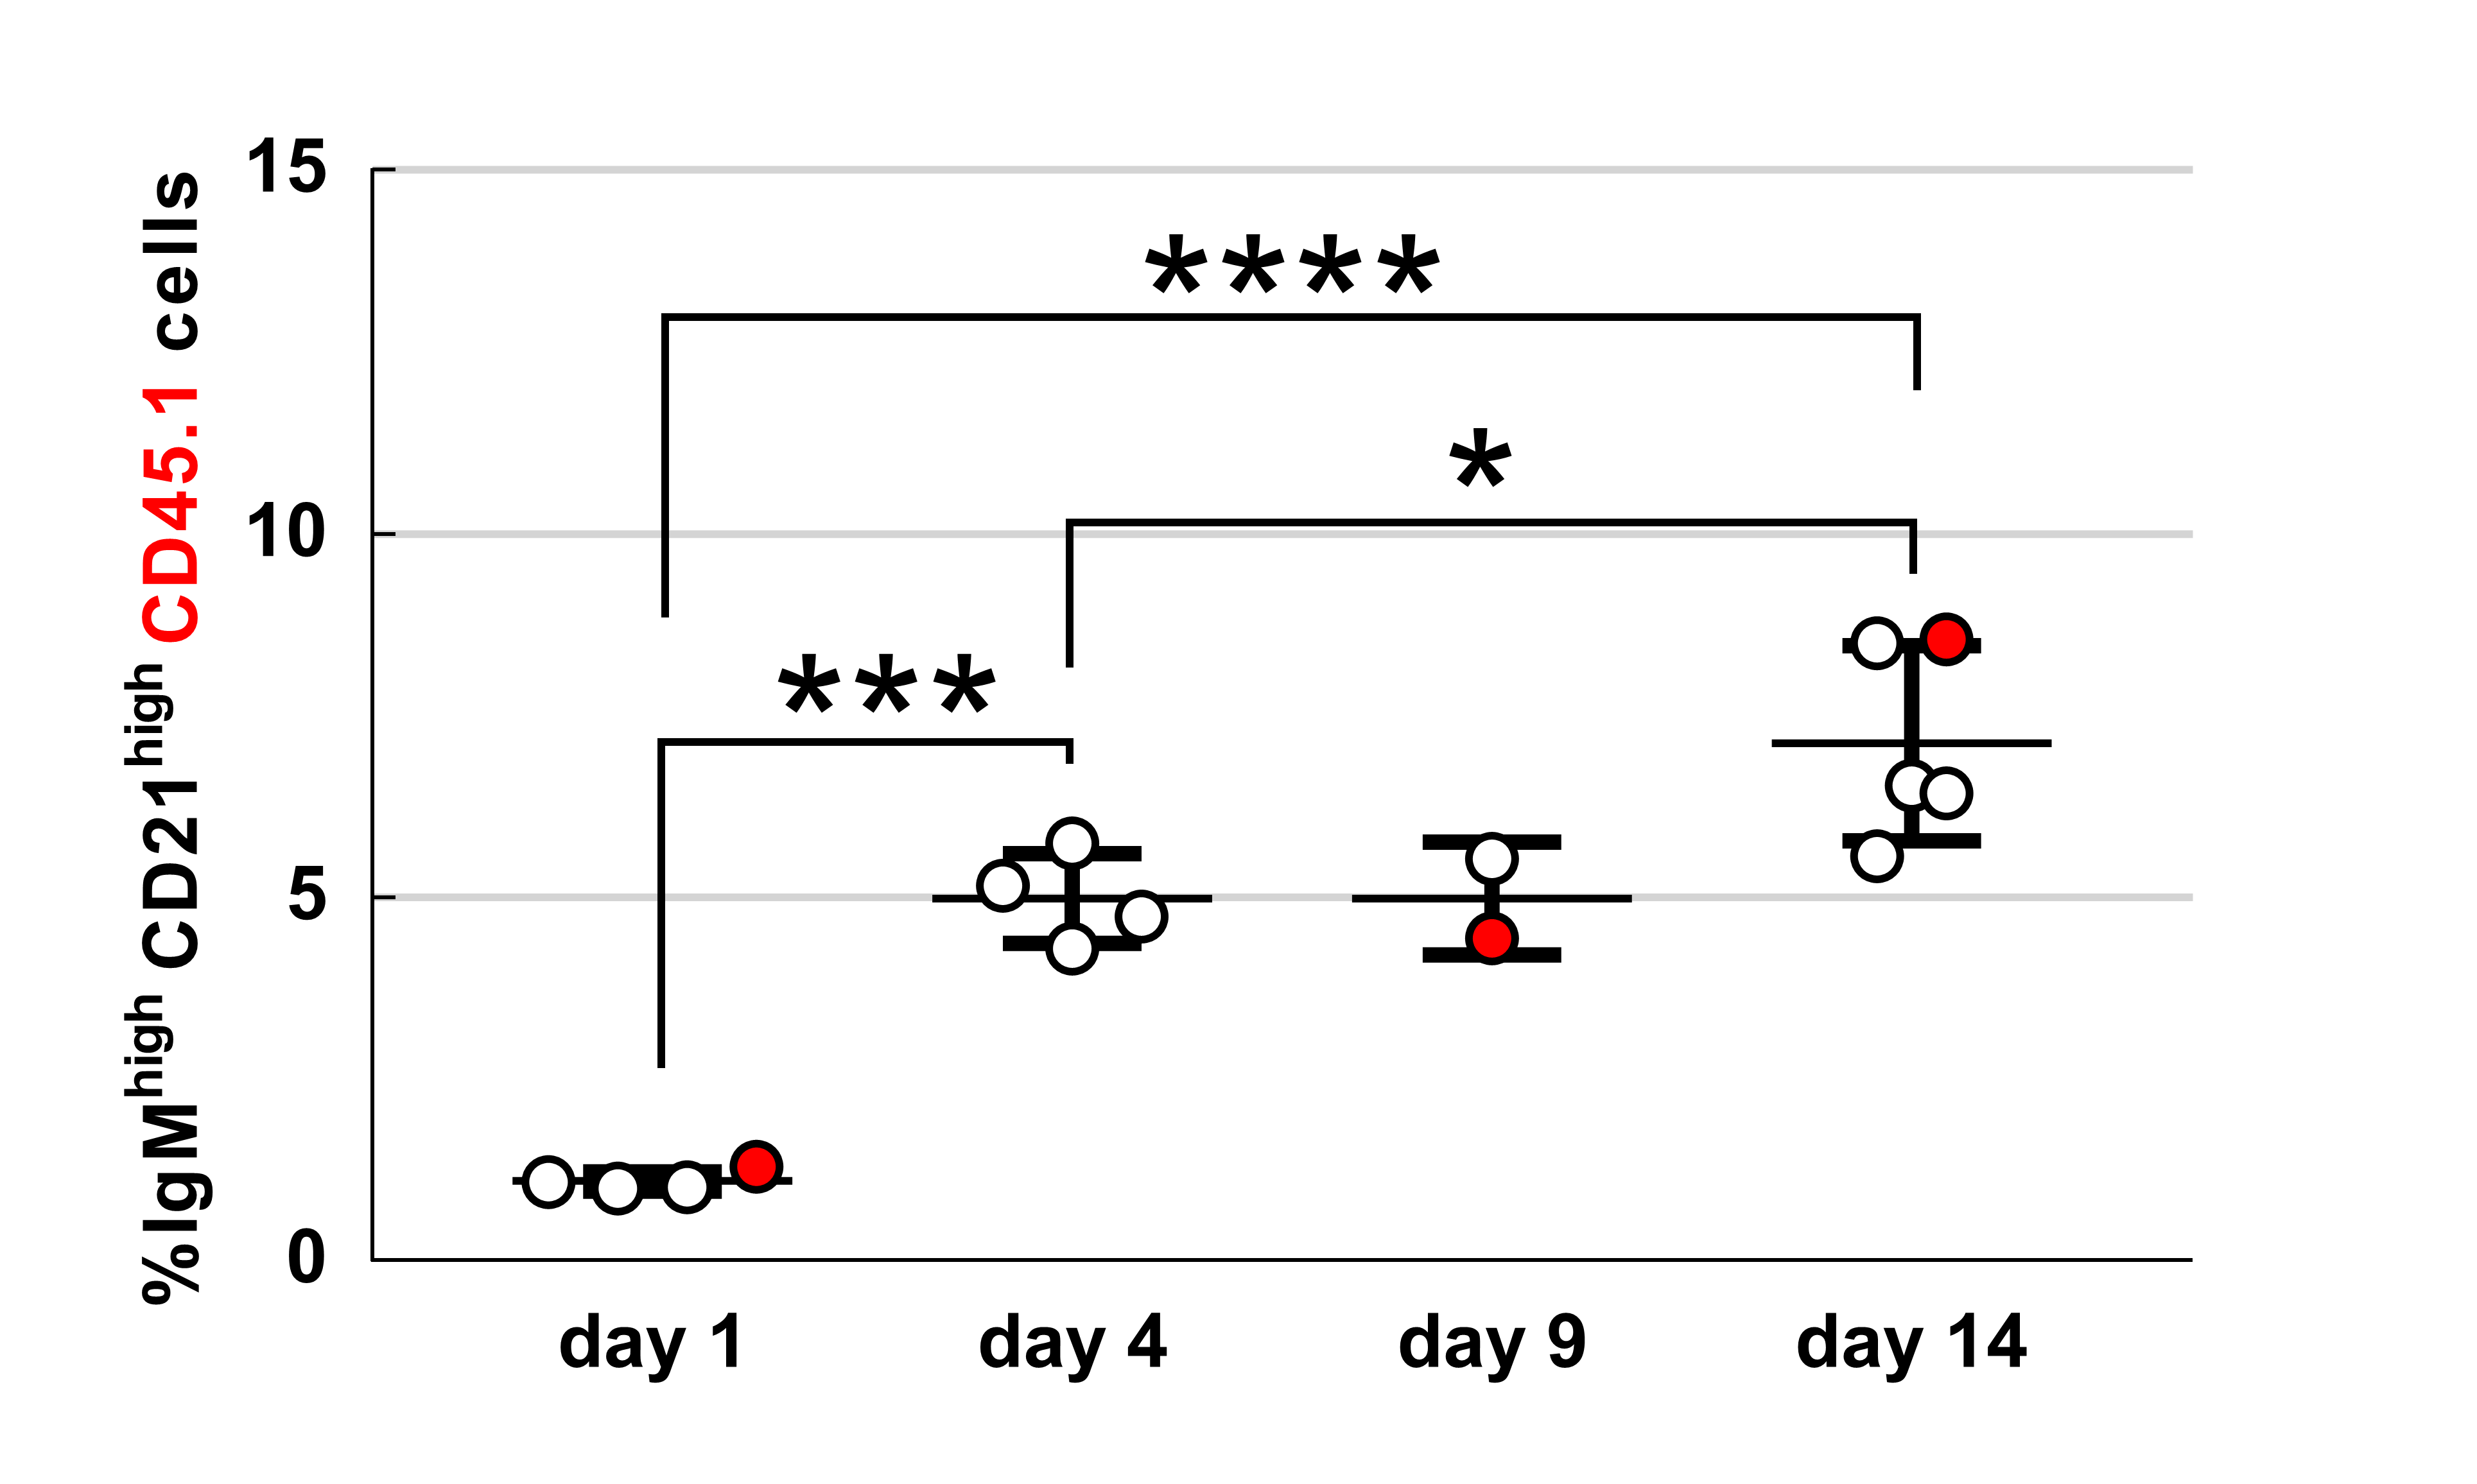 %IgMhigh CD21high CD45.1 cells
15
10
5
0
****
*
***
day 1
day 4
day 9
day 14